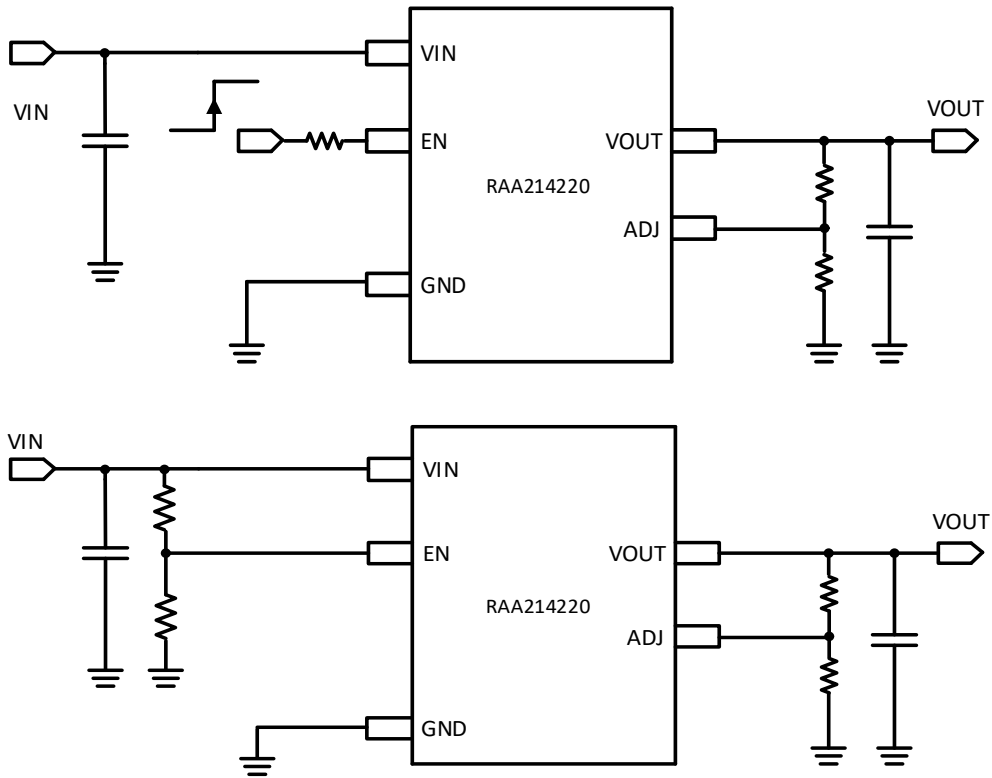 VIN
VIN
EN
VOUT
VOUT
RAA214220
ADJ
GND
VIN
VIN
EN
VOUT
VOUT
RAA214220
ADJ
GND